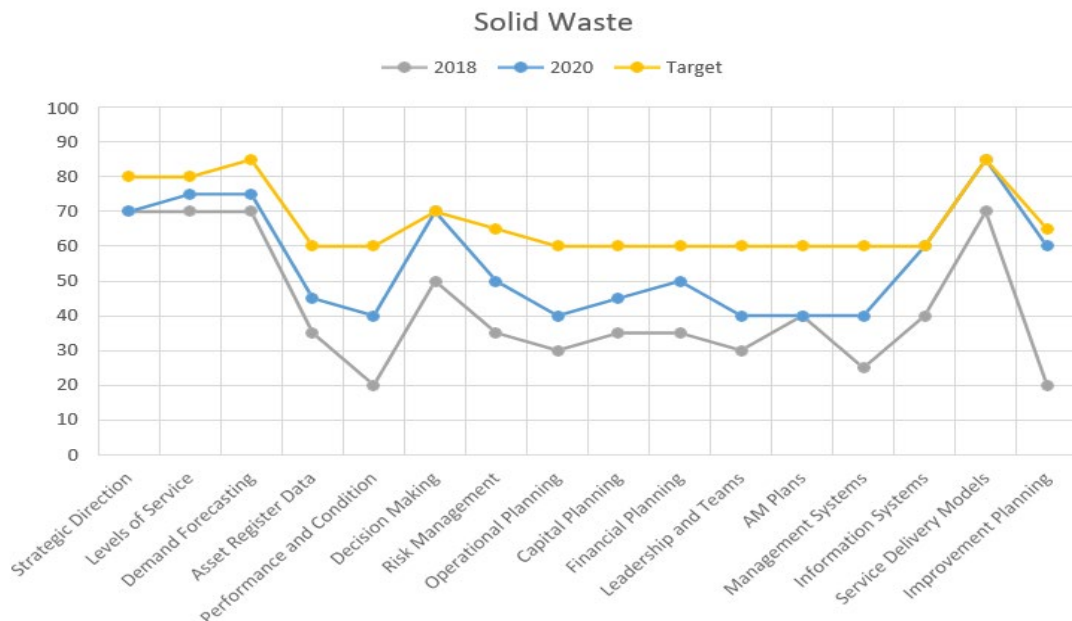 Solid Waste
2018 2020 Target
100
90
80
70
60
50
40
30
20
10
0
Strategic Direction
Levels of Service
Demand Forecasting
Asset Register Data
Performance and Condition
Decision Making
Risk Management
Operational Planning
Capital Planning
Financial Planning
Leadership and Teams
AM Plans
Management Systems
Information Systems
Service Delivery Models
Improvement Planning